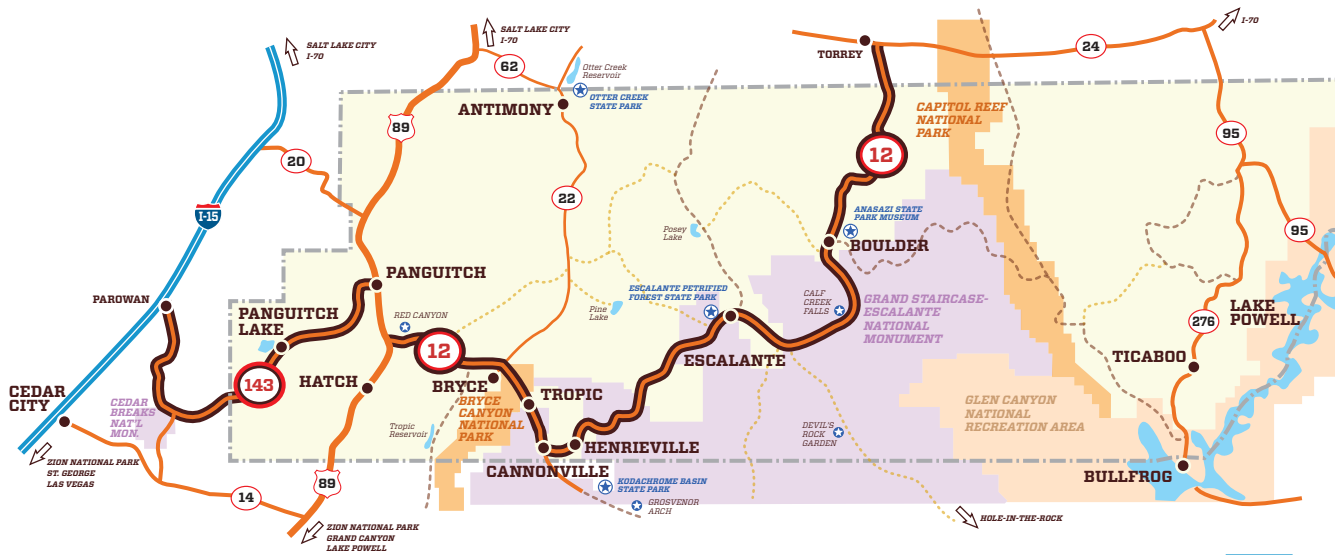 SALT LAKE CITY
I-70
SALT LAKE CITY
I-70
I-70
TORREY
24
62
Otter Creek
Reservoir
OTTER CREEK
STATE PARK
ANTIMONY
89
CAPITOL REEF
NATIONAL
PARK
95
20
12
22
I-15
ANASAZI STATE
PARK MUSEUM
Posey
Lake
BOULDER
95
PANGUITCH
ESCALANTE PETRIFIED
FOREST STATE PARK
CALF
CREEK
FALLS
GRAND STAIRCASE-
ESCALANTE
NATIONAL
MONUMENT
PAROWAN
PANGUITCH
LAKE
RED CANYON
Pine
Lake
LAKE
POWELL
276
12
ESCALANTE
TICABOO
143
HATCH
BRYCE
TROPIC
CEDAR
CITY
CEDAR
BREAKS
NAT'L
MON.
BRYCE
CANYON
NATIONAL
PARK
GLEN CANYON
NATIONAL
RECREATION AREA
Tropic
Reservoir
DEVIL'S
ROCK
GARDEN
HENRIEVILLE
CANNONVILLE
ZION NATIONAL PARK
ST. GEORGE
LAS VEGAS
89
KODACHROME BASIN
STATE PARK
BULLFROG
14
GROSVENOR
ARCH
HOLE-IN-THE-ROCK
ZION NATIONAL PARK
GRAND CANYON
LAKE POWELL